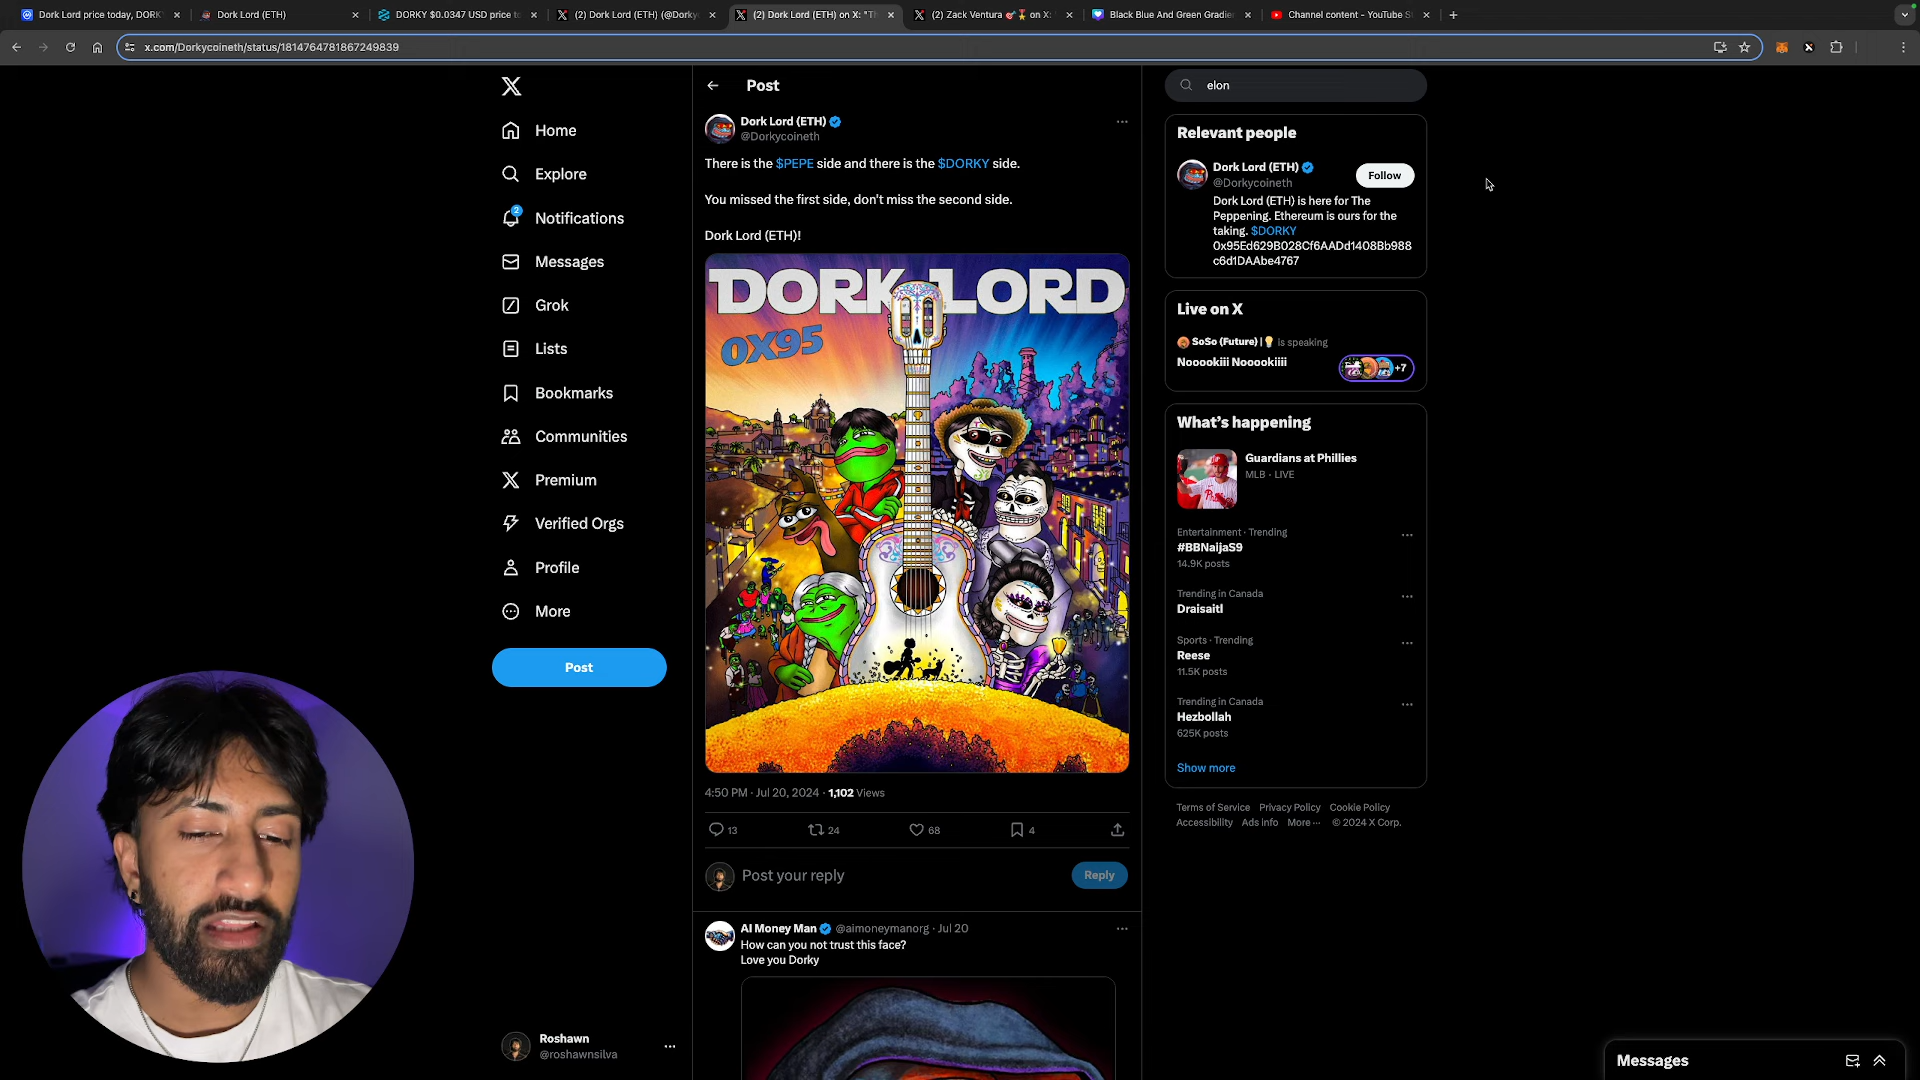 Dork Lord price today, DORK
Dork Lord (ETH)
DORKY $0.0347 USD price to
(2) Dork Lord (ETH) (@Dorky
(2) Dork Lord (ETH) on X: "Th
(2) Zack Ventura
on X:
Black Blue And Green Gradie
Channel content - YouTube S
x.com/Dorkycoineth/status/1814764781867249839
Home
Explore
2
Notifications
Messages
Grok
Lists
Bookmarks
Communities
Premium
Verified Orgs
Profile
More
Post
Roshawn
@roshawnsilva
Post
Dork Lord (ETH)
@Dorkycoineth
There is the $PEPE side and there is the $DORKY side.
You missed the first side, don't miss the second side.
Dork Lord (ETH)!
DORK LORD
0X95
4:50 PM · Jul 20, 2024 · 1,102 Views
13
24
68
4
Post your reply
Reply
AI Money Man @aimoneymanorg · Jul 20
How can you not trust this face?
Love you Dorky
elon
Relevant people
Dork Lord (ETH)
@Dorkycoineth
Follow
Dork Lord (ETH) is here for The
Peppening. Ethereum is ours for the
taking. $DORKY
0x95Ed629B028Cf6AADd1408Bb988
c6d1DAAbe4767
Live on X
SoSo (Future) | is speaking
Nooookiii Nooookiiii
+7
What's happening
Guardians at Phillies
MLB · LIVE
Entertainment · Trending
#BBNaijaS9
14.9K posts
Trending in Canada
Draisaitl
Sports · Trending
Reese
11.5K posts
Trending in Canada
Hezbollah
625K posts
Show more
Terms of Service Privacy Policy Cookie Policy
Accessibility Ads info More ··· © 2024 X Corp.
Messages